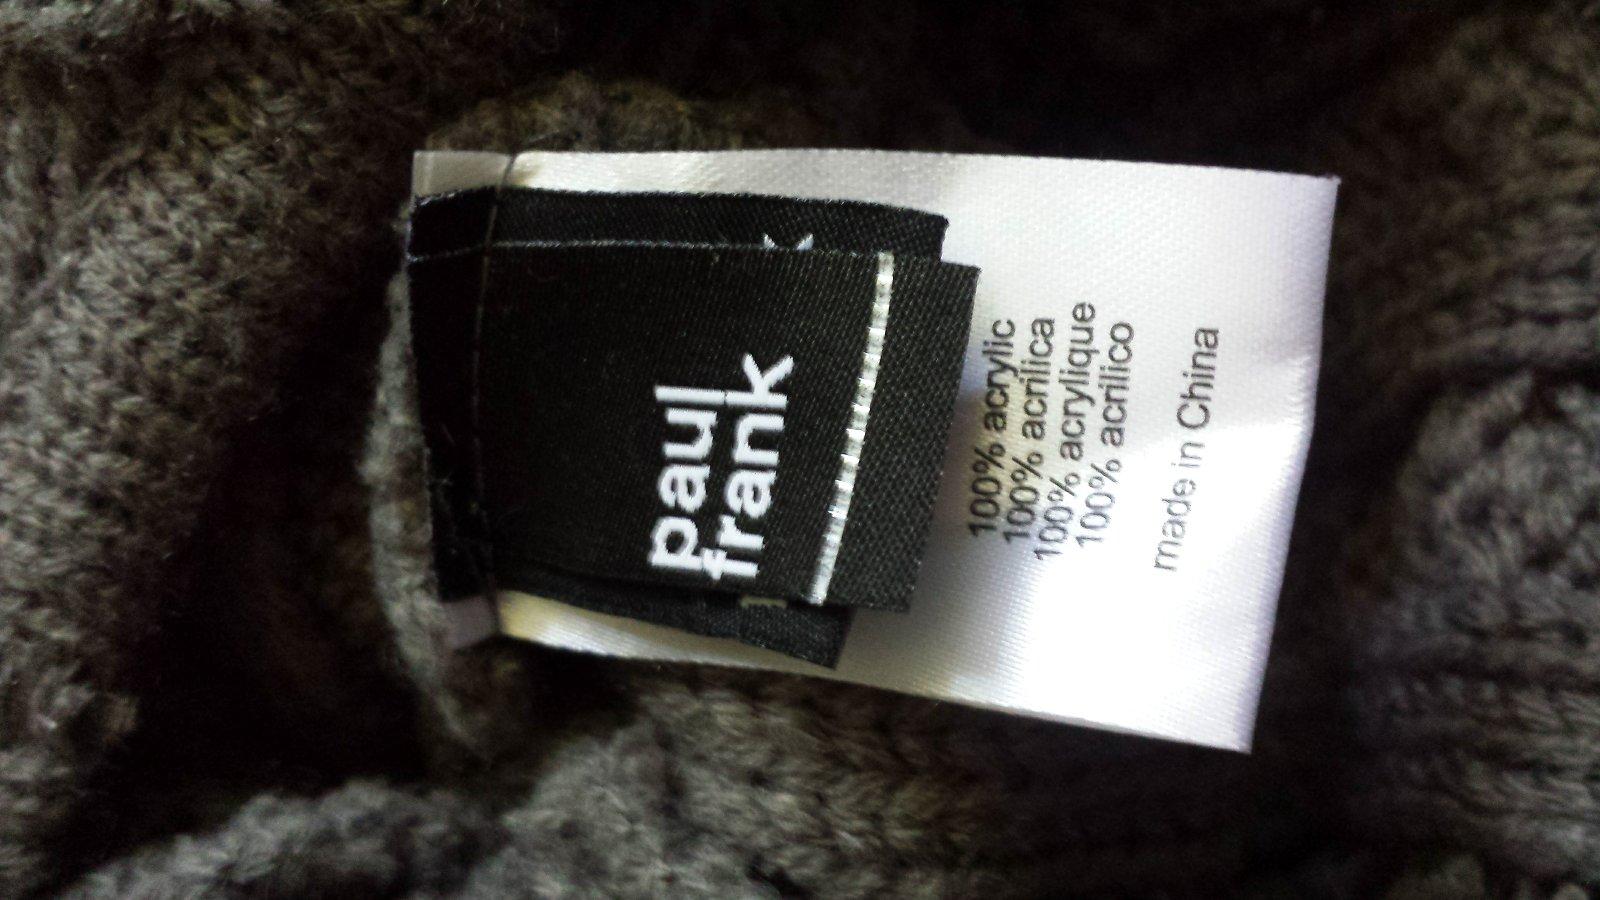 paul
frank
100% acrylic
100% acrilica
100% acrylique
100% acrilico
made in China